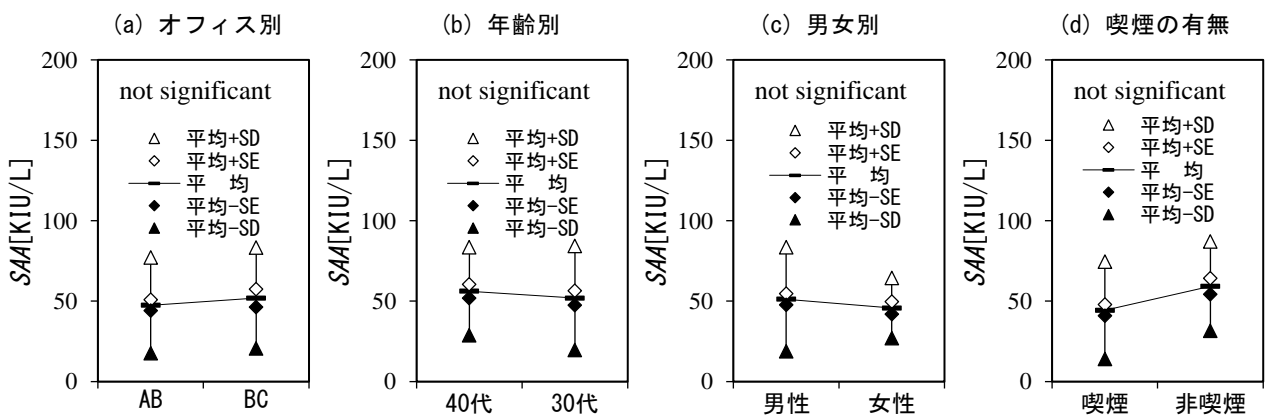 (a) オフィス別
200
150
100
50
0
SAA[KIU/L]
not significant
平均+SD
平均+SE
平 均
平均-SE
平均-SD
AB BC
(b) 年齢別
200
150
100
50
0
SAA[KIU/L]
not significant
平均+SD
平均+SE
平 均
平均-SE
平均-SD
40代 30代
(c) 男女別
200
150
100
50
0
SAA[KIU/L]
not significant
平均+SD
平均+SE
平 均
平均-SE
平均-SD
男性 女性
(d) 喫煙の有無
200
150
100
50
0
SAA[KIU/L]
not significant
平均+SD
平均+SE
平 均
平均-SE
平均-SD
喫煙 非喫煙